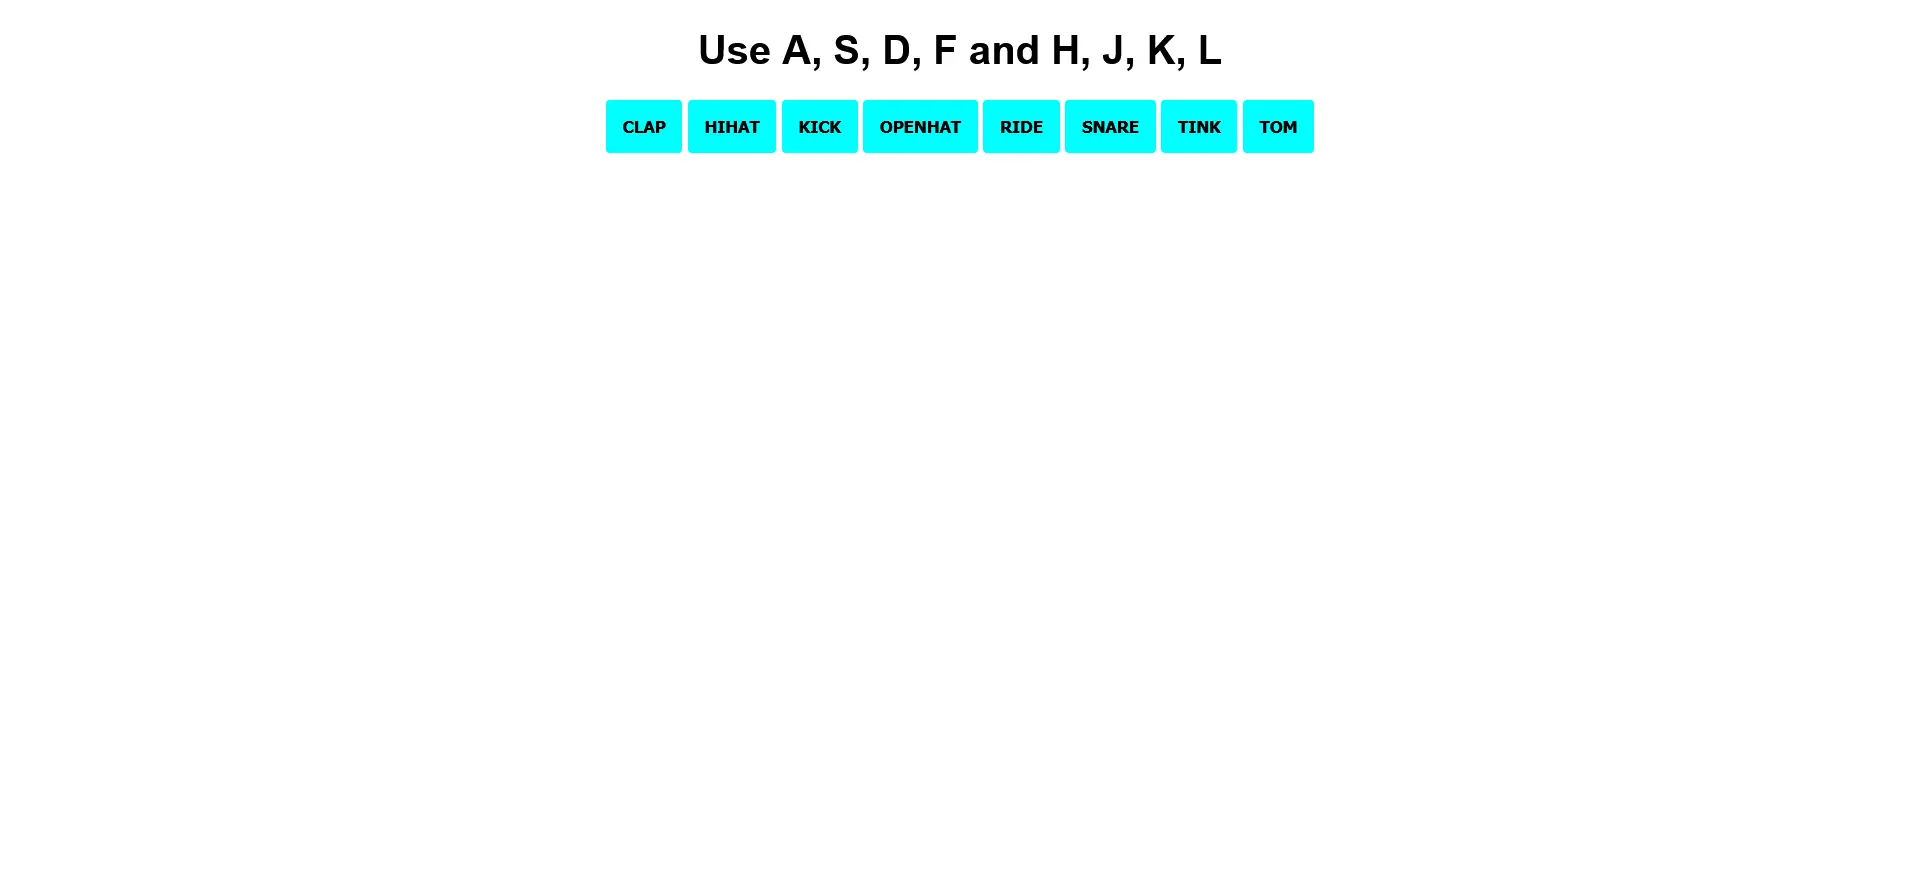 Use A, S, D, F and H, J, K, L
CLAP HIHAT KICK OPENHAT RIDE SNARE TINK TOM